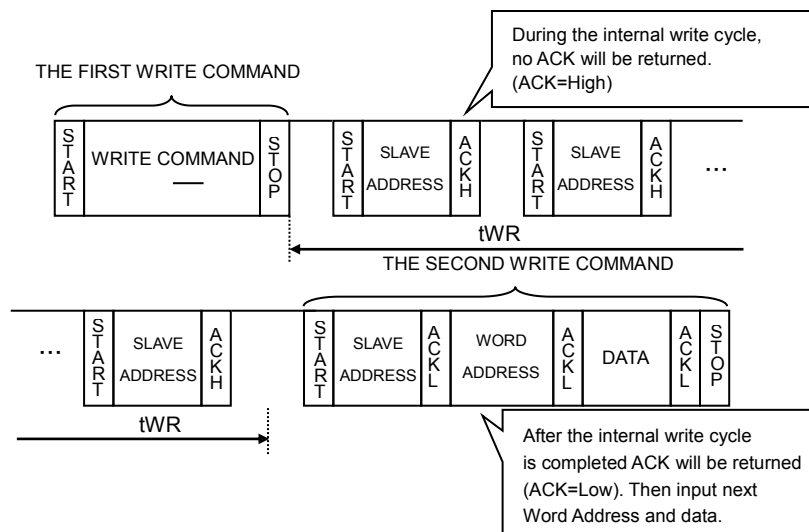 During the internal write cycle,
no ACK will be returned.
(ACK=High)
THE FIRST WRITE COMMAND
START
WRITE COMMAND
STOP
START
SLAVE
ADDRESS
ACKH
START
SLAVE
ADDRESS
ACKH
...
tWR
THE SECOND WRITE COMMAND
...
START
SLAVE
ADDRESS
ACKH
START
SLAVE
ADDRESS
ACKL
WORD
ADDRESS
ACKL
DATA
ACKL
STOP
tWR
After the internal write cycle
is completed ACK will be returned
(ACK=Low). Then input next
Word Address and data.